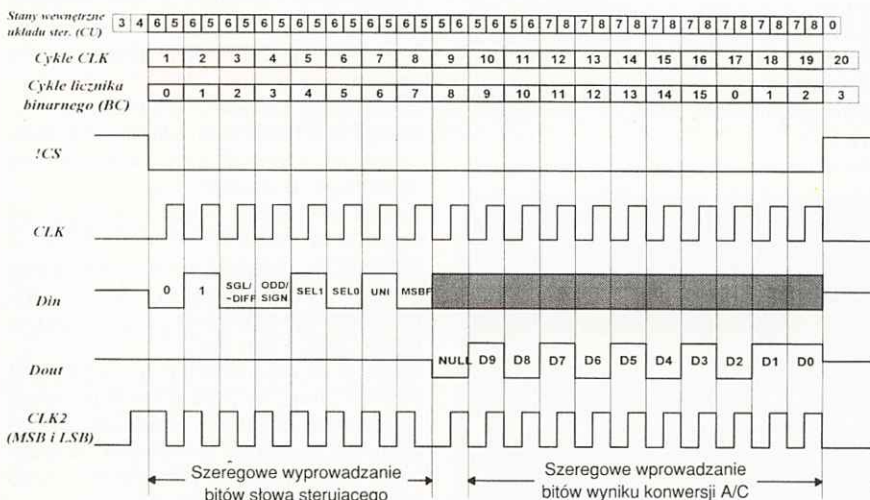 Stany wewnętrzne
układu ster. (CU)
3 4 6 5 6 5 6 5 6 5 6 5 6 5 6 5 6 5 5 6 5 6 5 6 7 8 7 8 7 8 7 8 7 8 7 8 7 8 7 8 0
Cykle CLK
1 2 3 4 5 6 7 8 9 10 11 12 13 14 15 16 17 18 19 20
Cykle licznika
binarnego (BC)
0 1 2 3 4 5 6 7 8 9 10 11 12 13 14 15 0 1 2 3
!CS
CLK
Din
0 1 SGL/ ODD/ SEL1 SEL0 UNI MSBF
~DIFF SIGN
Dout
NULL D9 D8 D7 D6 D5 D4 D3 D2 D1 D0
CLK2
(MSB i LSB)
Szeregowe wyprowadzanie
bitów słowa sterującego
Szeregowe wprowadzanie
bitów wyniku konwersji A/C